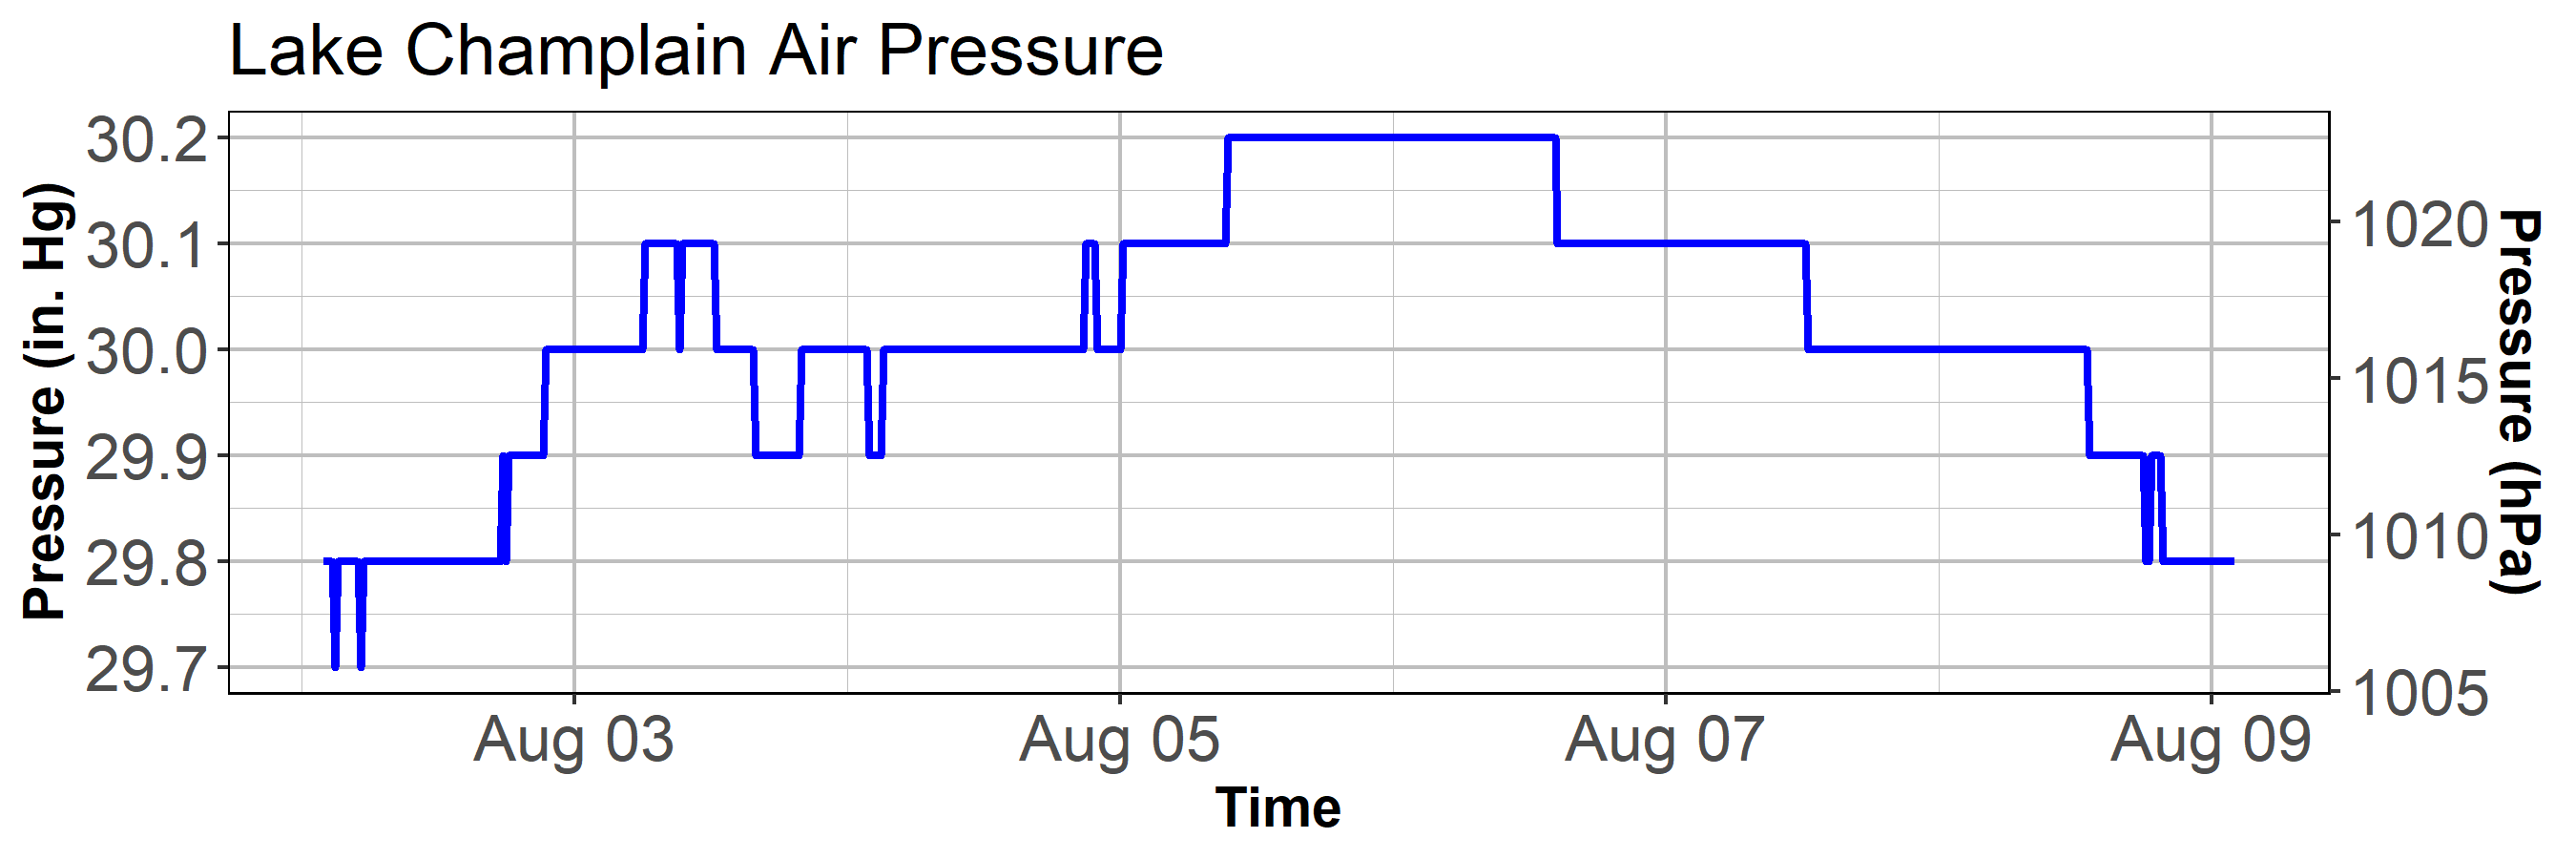 Lake Champlain Air Pressure
Pressure (in. Hg)
30.2
30.1
30.0
29.9
29.8
29.7
1020
1015
1010
1005
Pressure (hPa)
Aug 03 Aug 05 Aug 07 Aug 09
Time